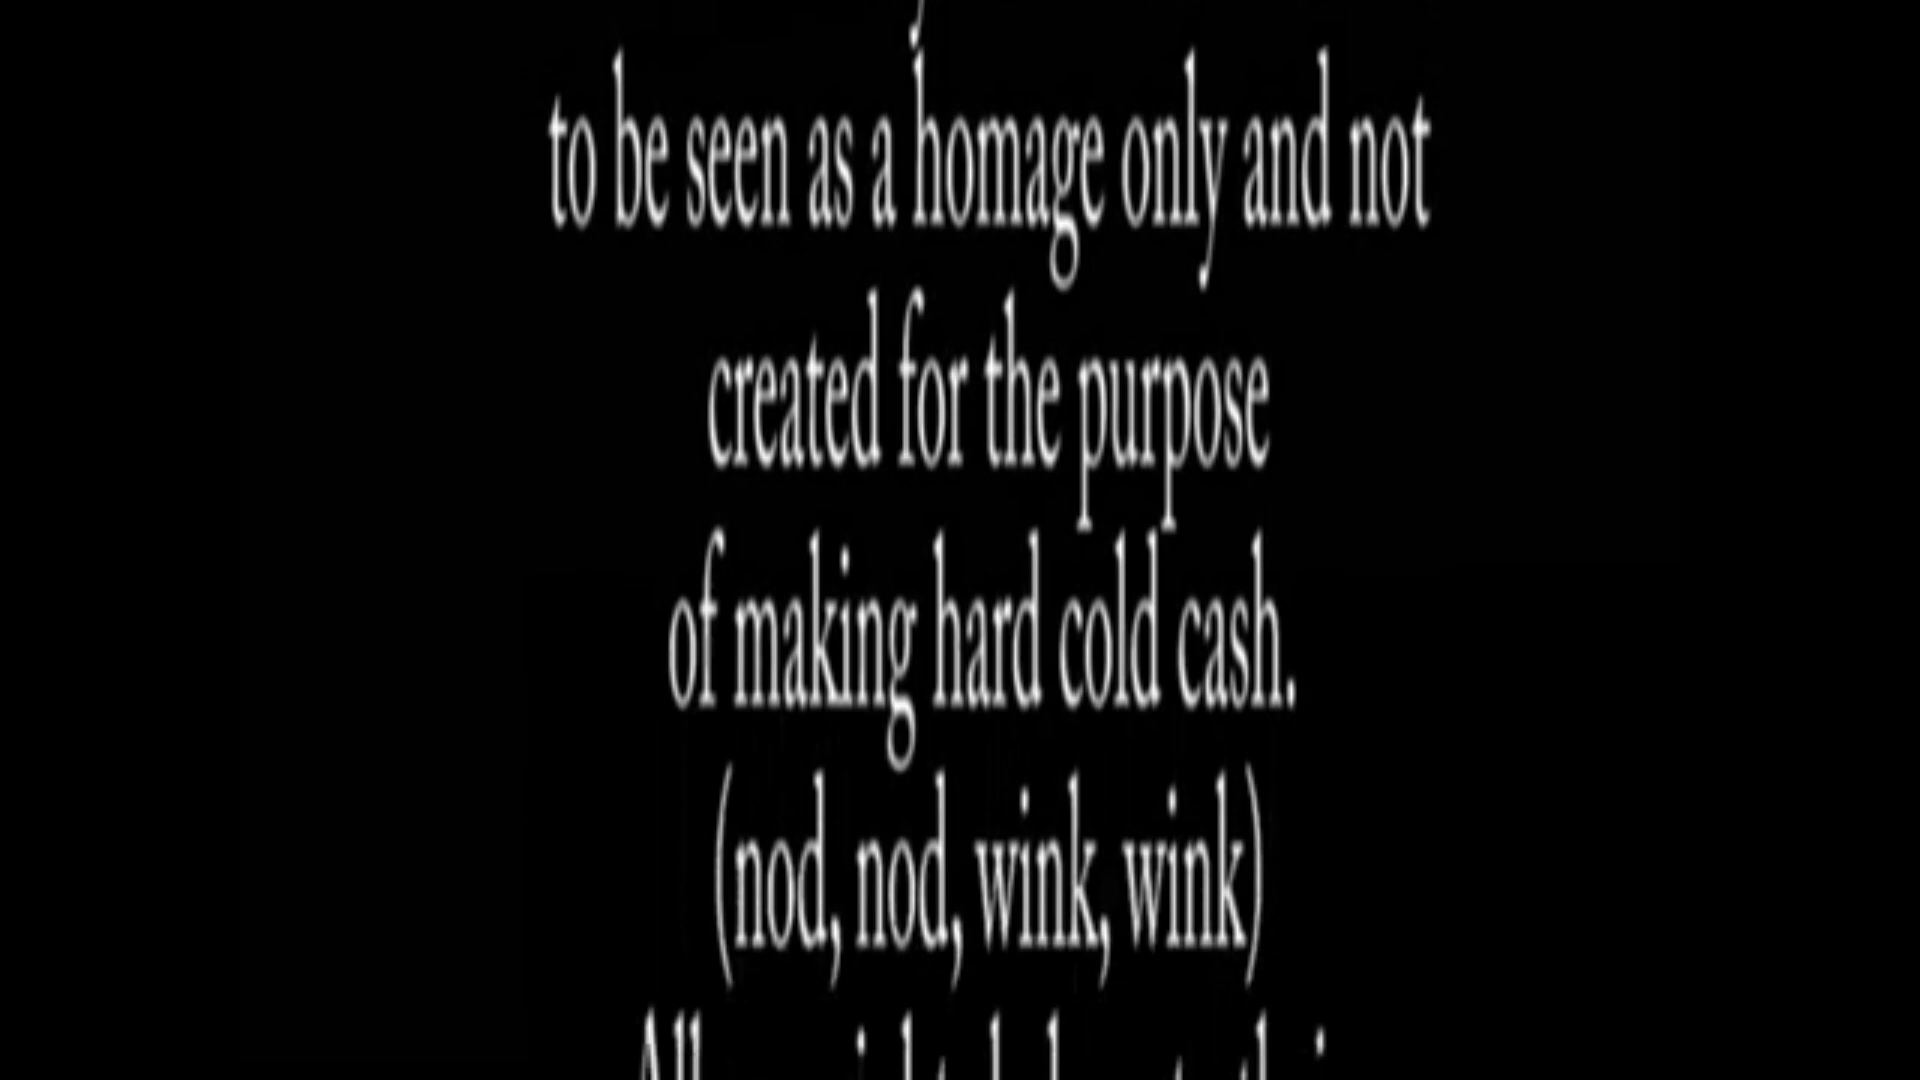 to be seen as a homage only and not
created for the purpose
of making hard cold cash.
(nod, nod, wink, wink)
All